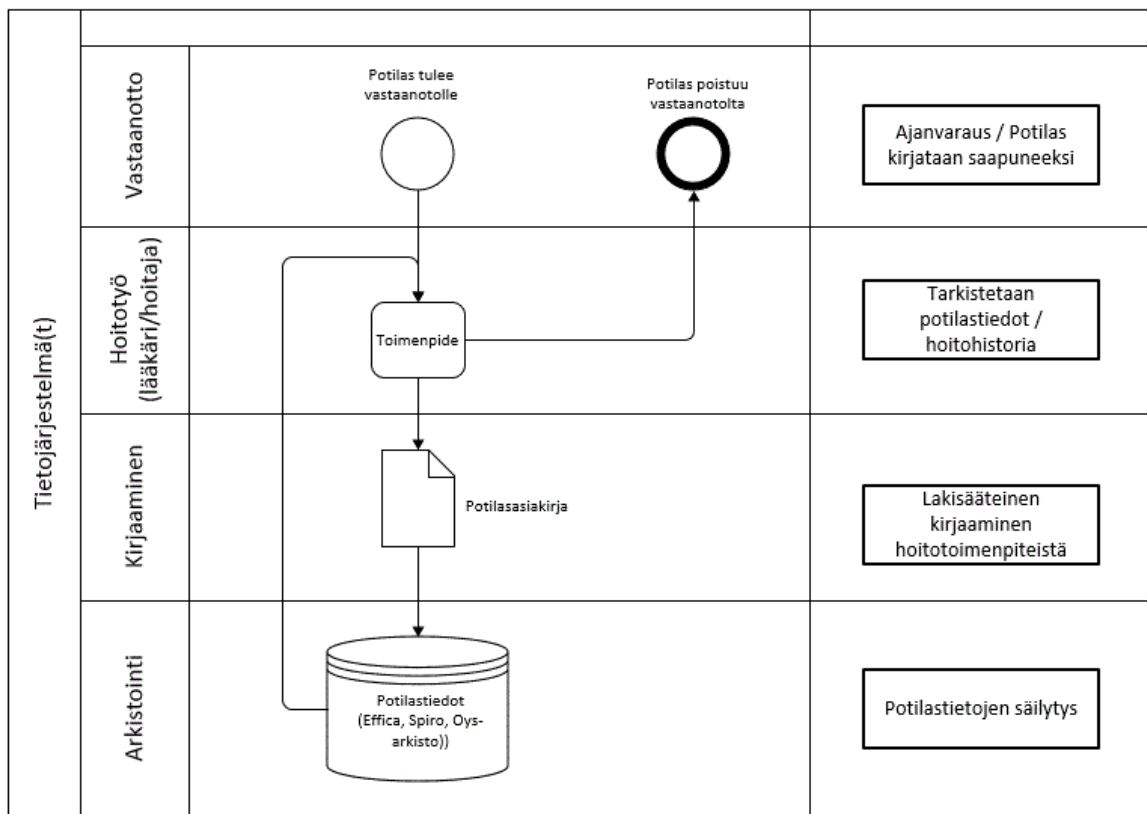 Tietojärjestelmä(t)
Vastaanotto
Potilas tulee
vastaanotolle
Potilas poistuu
vastaanotolta
Ajanvaraus / Potilas
kirjataan saapuneeksi
Hoitotyö
(lääkäri/hoitaja)
Toimenpide
Tarkistetaan
potilastiedot /
hoitohistoria
Kirjaaminen
Potilasasiakirja
Lakisääteinen
kirjaaminen
hoitotoimenpiteistä
Arkistointi
Potilastiedot
(Effica, Spiro, Oys-
arkisto))
Potilastietojen säilytys